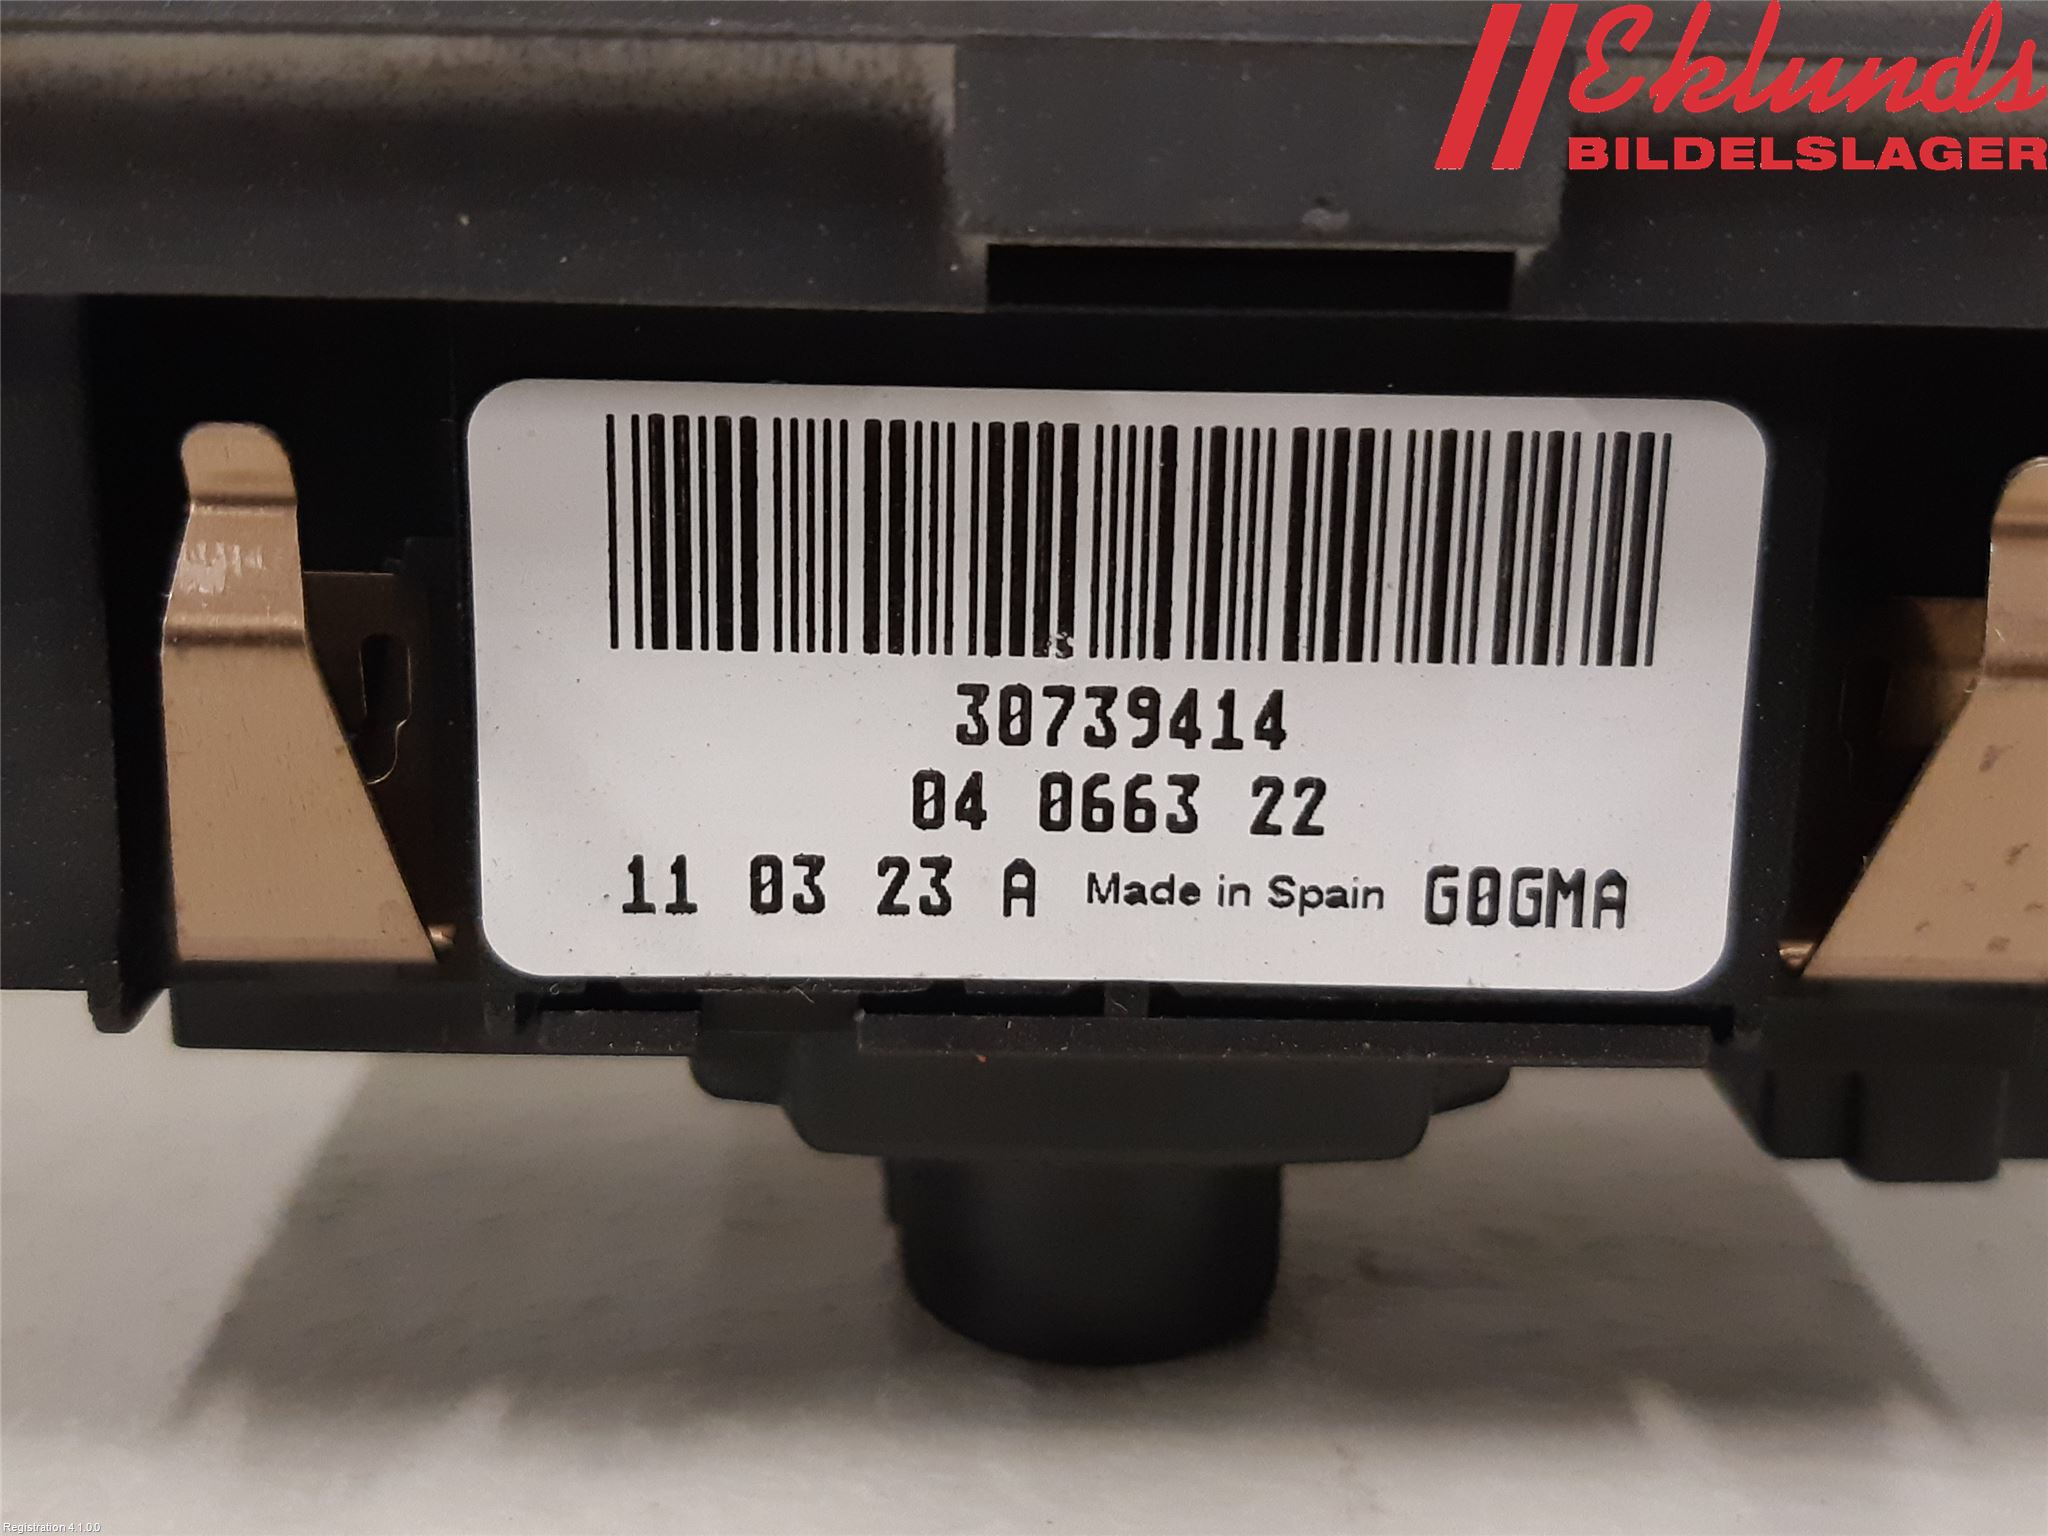 Eklunds
BILDELSLAGER
30739414
04 0663 22
11 03 23 A Made in Spain G0GMA
Registration 4.1.0.0